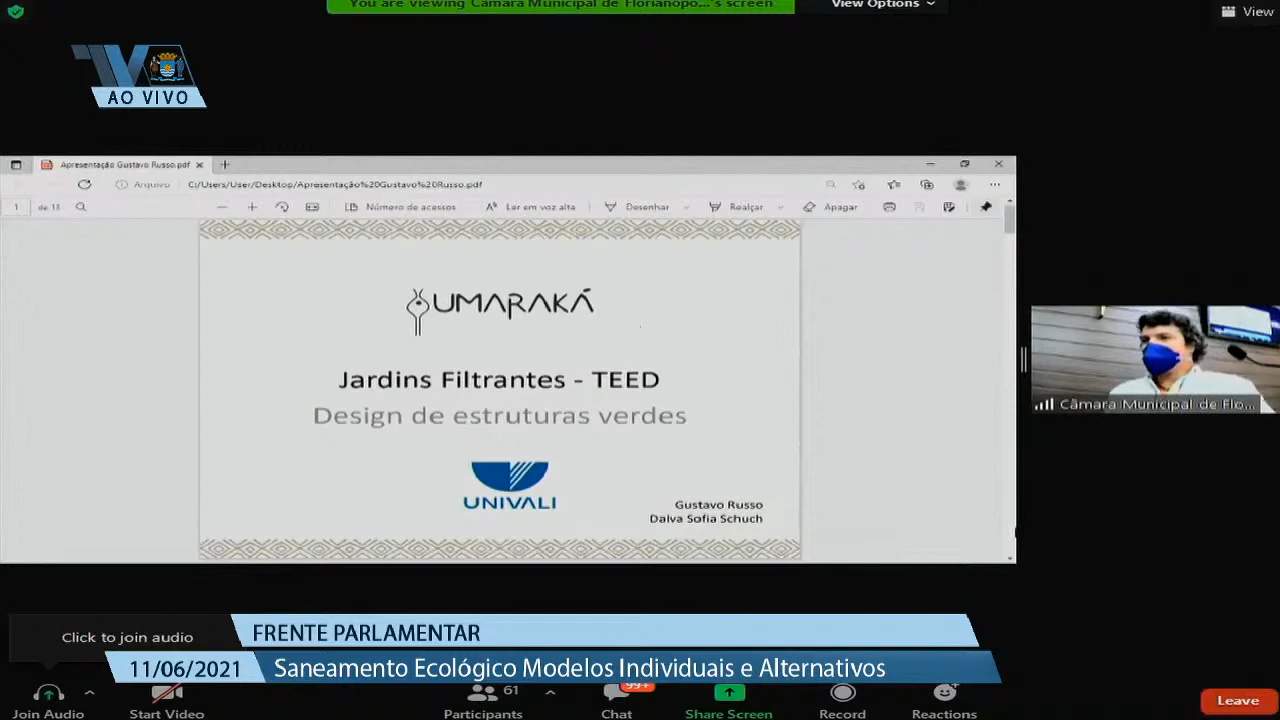 You are viewing Câmara Municipal de Florianópo...'s screen
View Options
View
TV
AO VIVO
Apresentação Gustavo Russo.pdf
Arquivo
C:/Users/User/Desktop/Apresentação%20Gustavo%20Russo.pdf
1 de 13
Número de acessos
Ler em voz alta
Desenhar
Realçar
Apagar
UMARAKÁ
Jardins Filtrantes - TEED
Design de estruturas verdes
UNIVALI
Gustavo Russo
Dalva Sofia Schuch
Câmara Municipal de Flo...
Click to join audio
FRENTE PARLAMENTAR
11/06/2021
Saneamento Ecológico Modelos Individuais e Alternativos
61
99+
Join Audio
Start Video
Participants
Chat
Share Screen
Record
Reactions
Leave